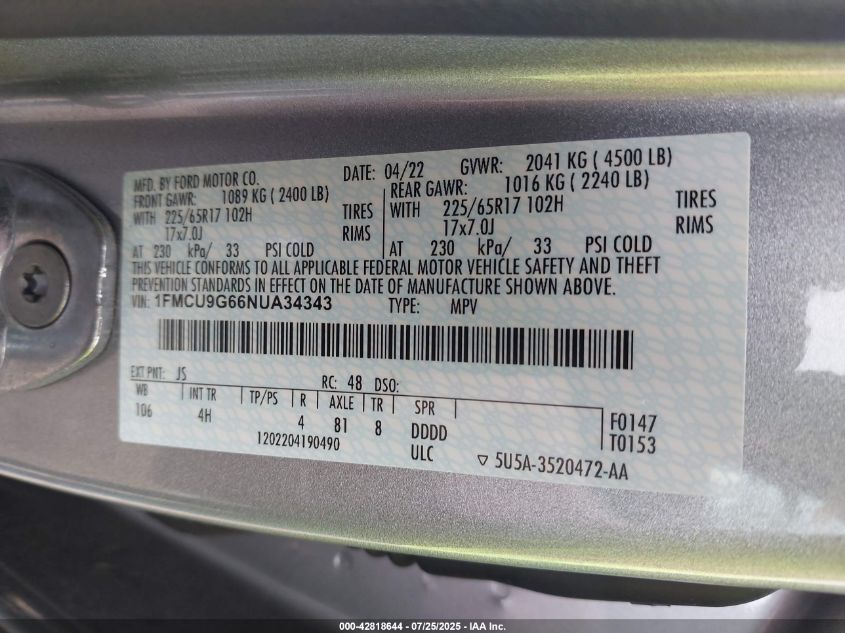 MFD. BY FORD MOTOR CO. DATE: 04/22 GVWR: 2041 KG ( 4500 LB)
FRONT GAWR: 1089 KG ( 2400 LB) REAR GAWR: 1016 KG ( 2240 LB)
WITH 225/65R17 102H TIRES WITH 225/65R17 102H TIRES
17x7.0J RIMS 17x7.0J RIMS
AT 230 kPa/ 33 PSI COLD AT 230 kPa/ 33 PSI COLD
THIS VEHICLE CONFORMS TO ALL APPLICABLE FEDERAL MOTOR VEHICLE SAFETY AND THEFT
PREVENTION STANDARDS IN EFFECT ON THE DATE OF MANUFACTURE SHOWN ABOVE.
VIN: 1FMCU9G66NUA34343 TYPE: MPV
EXT PNT: JS RC: 48 DSO:
WB INT TR TP/PS R AXLE TR SPR
106 4H 4 81 8 DDDD F0147
1202204190490 ULC T0153
▽ 5U5A-3520472-AA
000-42818644 - 07/25/2025 - IAA Inc.